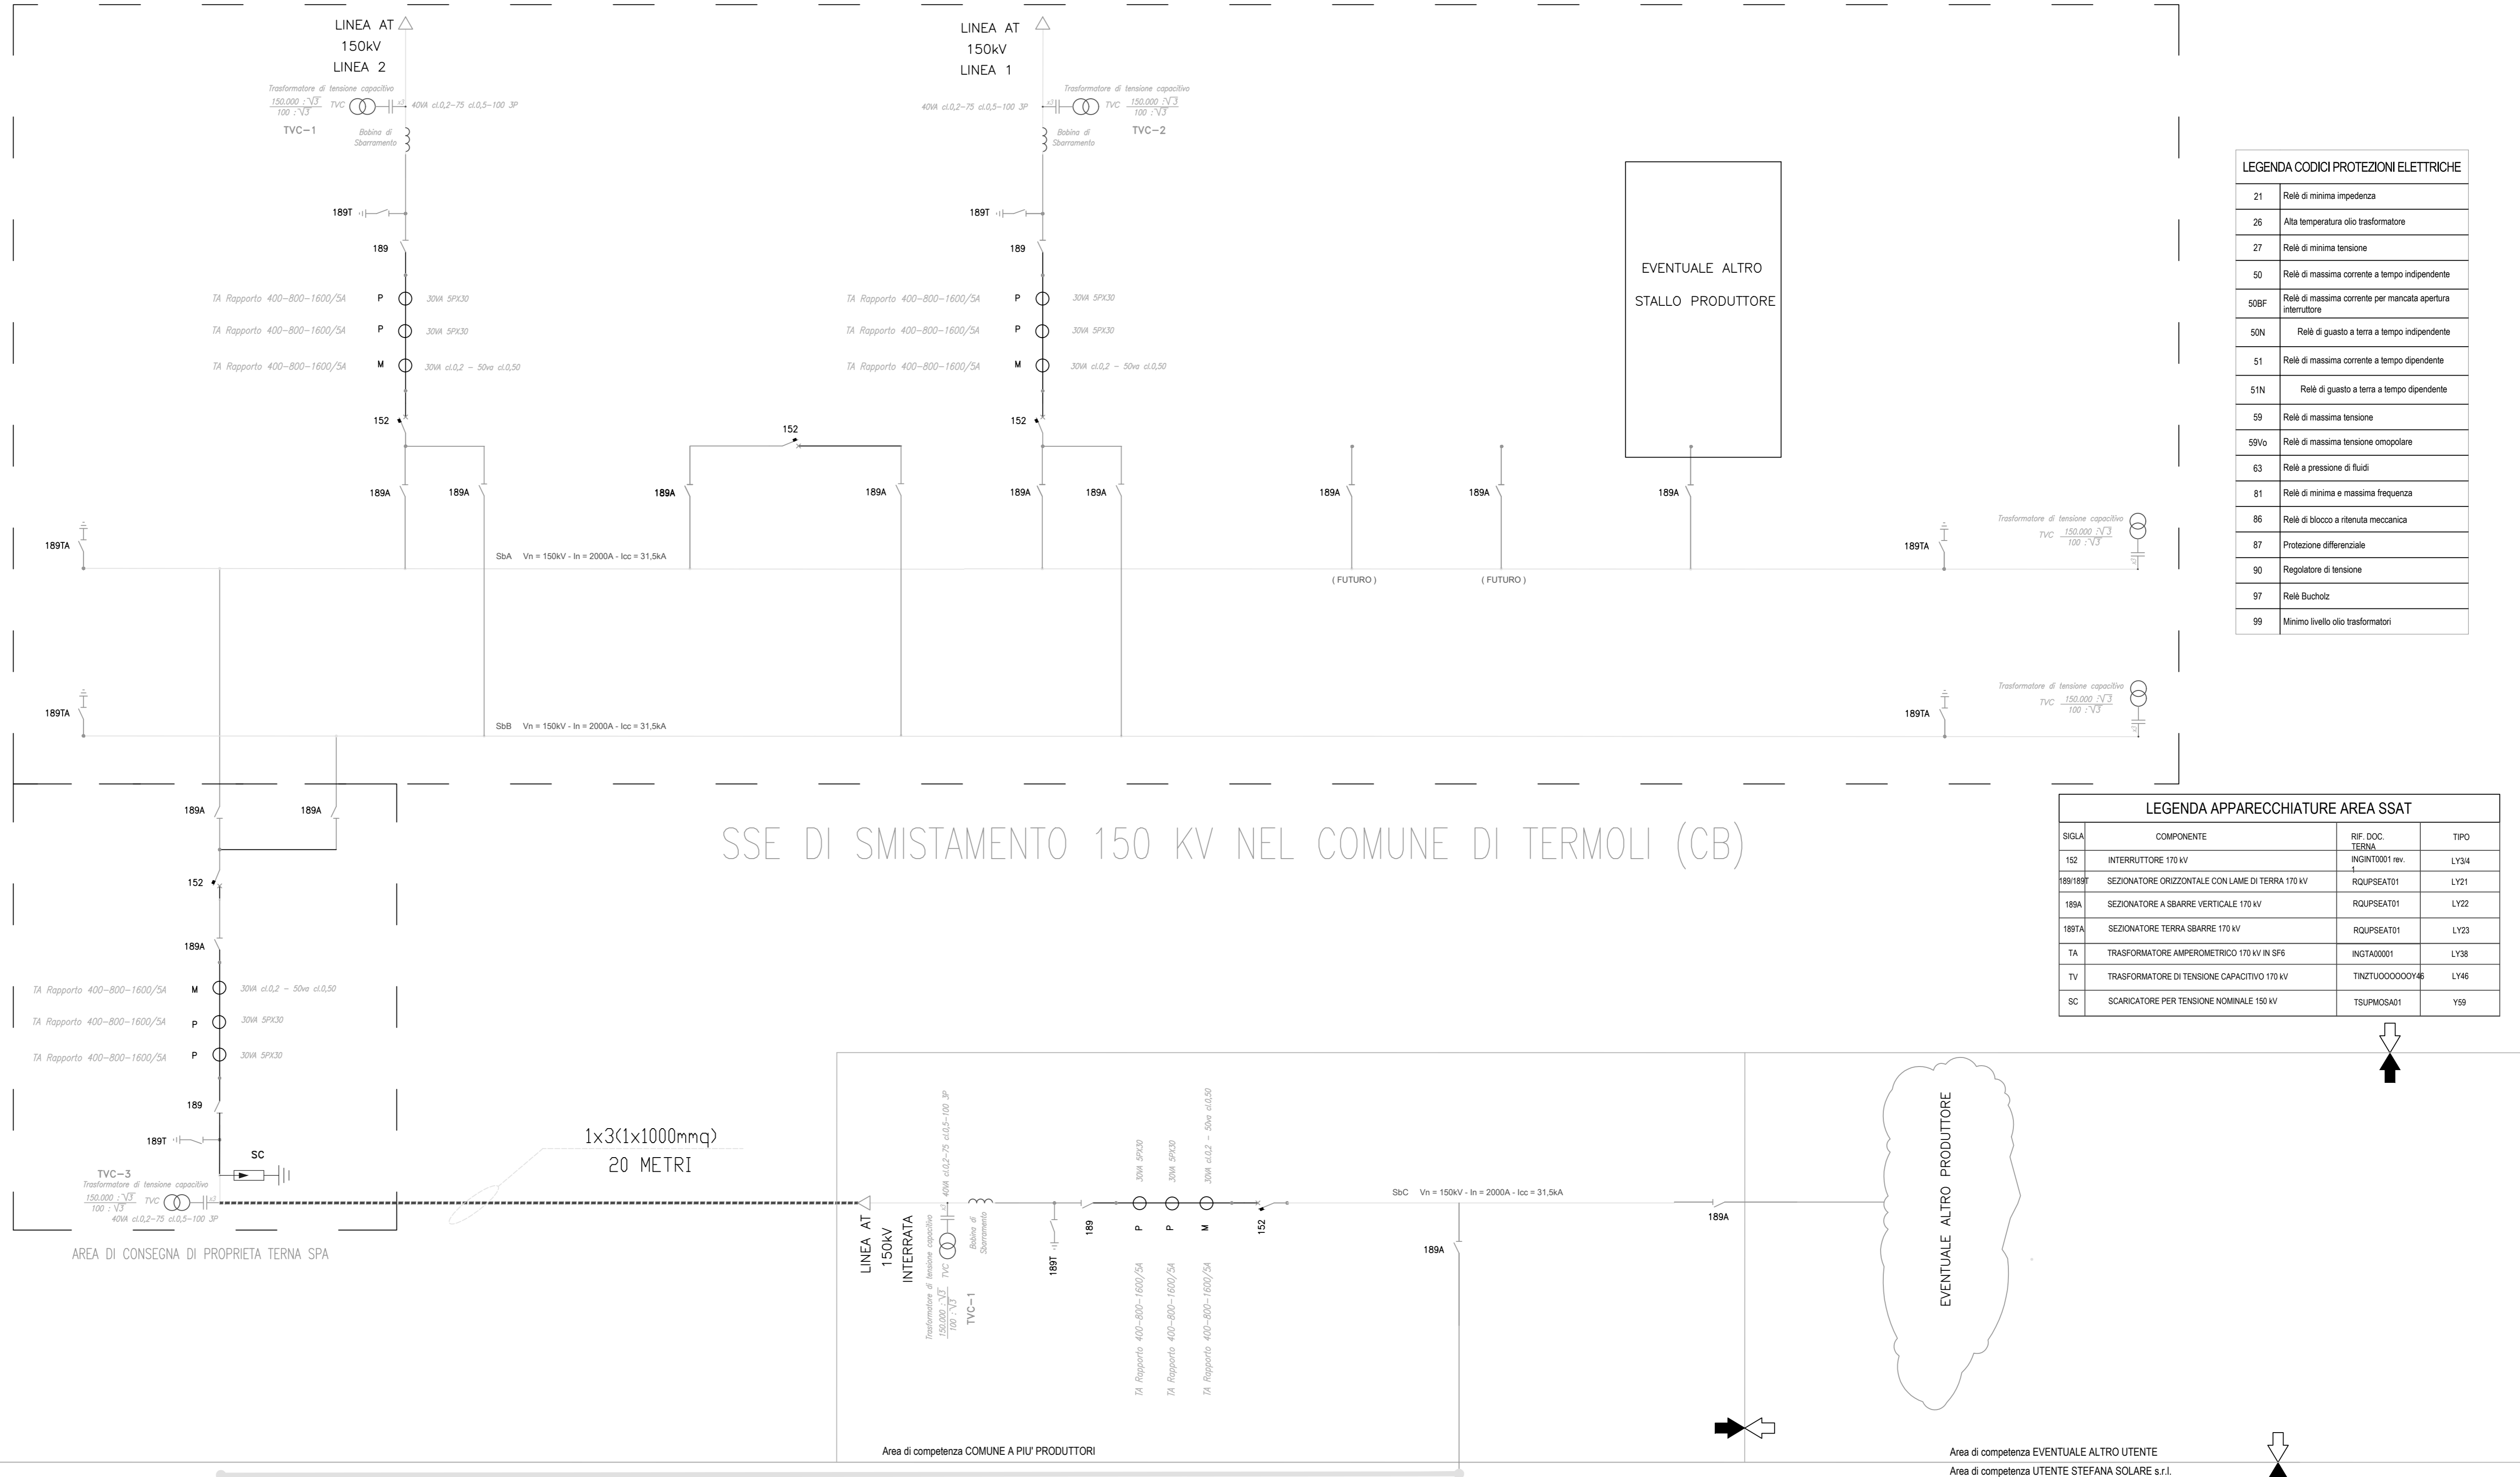 LINEA AT
150kV
LINEA 2
Trasformatore di tensione capacitivo
150.000 : √3
100 : √3
TVC
x3
40VA cl.0,2-75 cl.0,5-100 3P
TVC-1
Bobina di
Sbarramento
189T
189
TA Rapporto 400-800-1600/5A P 30VA 5PX30
TA Rapporto 400-800-1600/5A P 30VA 5PX30
TA Rapporto 400-800-1600/5A M 30VA cl.0,2 - 50va cl.0,50
152
189A
189A
152
189A
189A
LINEA AT
150kV
LINEA 1
Trasformatore di tensione capacitivo
40VA cl.0,2-75 cl.0,5-100 3P
x3
TVC
150.000 : √3
100 : √3
TVC-2
Bobina di
Sbarramento
189T
189
TA Rapporto 400-800-1600/5A P 30VA 5PX30
TA Rapporto 400-800-1600/5A P 30VA 5PX30
TA Rapporto 400-800-1600/5A M 30VA cl.0,2 - 50va cl.0,50
152
189A
189A
189A
189A
189A
EVENTUALE ALTRO
STALLO PRODUTTORE
189TA
SbA Vn = 150kV - In = 2000A - Icc = 31,5kA
( FUTURO )
( FUTURO )
189TA
Trasformatore di tensione capacitivo
TVC
150.000 : √3
100 : √3
x3
189TA
SbB Vn = 150kV - In = 2000A - Icc = 31,5kA
189TA
Trasformatore di tensione capacitivo
TVC
150.000 : √3
100 : √3
x3
LEGENDA CODICI PROTEZIONI ELETTRICHE
21 Relè di minima impedenza
26 Alta temperatura olio trasformatore
27 Relè di minima tensione
50 Relè di massima corrente a tempo indipendente
50BF Relè di massima corrente per mancata apertura
interruttore
50N Relè di guasto a terra a tempo indipendente
51 Relè di massima corrente a tempo dipendente
51N Relè di guasto a terra a tempo dipendente
59 Relè di massima tensione
59Vo Relè di massima tensione omopolare
63 Relè a pressione di fluidi
81 Relè di minima e massima frequenza
86 Relè di blocco a ritenuta meccanica
87 Protezione differenziale
90 Regolatore di tensione
97 Relè Bucholz
99 Minimo livello olio trasformatori
SSE DI SMISTAMENTO 150 KV NEL COMUNE DI TERMOLI (CB)
LEGENDA APPARECCHIATURE AREA SSAT
SIGLA COMPONENTE RIF. DOC. TIPO
TERNA
152 INTERRUTTORE 170 kV INGINT0001 rev. LY3/4
1
189/189T SEZIONATORE ORIZZONTALE CON LAME DI TERRA 170 kV RQUPSEAT01 LY21
189A SEZIONATORE A SBARRE VERTICALE 170 kV RQUPSEAT01 LY22
189TA SEZIONATORE TERRA SBARRE 170 kV RQUPSEAT01 LY23
TA TRASFORMATORE AMPEROMETRICO 170 kV IN SF6 INGTA00001 LY38
TV TRASFORMATORE DI TENSIONE CAPACITIVO 170 kV TINZTUOOOOOOY46 LY46
SC SCARICATORE PER TENSIONE NOMINALE 150 kV TSUPMOSA01 Y59
189A
189A
152
189A
TA Rapporto 400-800-1600/5A M 30VA cl.0,2 - 50va cl.0,50
TA Rapporto 400-800-1600/5A P 30VA 5PX30
TA Rapporto 400-800-1600/5A P 30VA 5PX30
189
189T
SC
TVC-3
Trasformatore di tensione capacitivo
150.000 : √3
100 : √3
TVC
x3
40VA cl.0,2-75 cl.0,5-100 3P
AREA DI CONSEGNA DI PROPRIETA TERNA SPA
1x3(1x1000mmq)
20 METRI
LINEA AT
150kV
INTERRATA
Trasformatore di tensione capacitivo
150.000 : √3
100 : √3
TVC
x3
40VA cl.0,2-75 cl.0,5-100 3P
TVC-1
Bobina di
Sbarramento
189T
189
TA Rapporto 400-800-1600/5A P 30VA 5PX30
TA Rapporto 400-800-1600/5A P 30VA 5PX30
TA Rapporto 400-800-1600/5A M 30VA cl.0,2 - 50va cl.0,50
152
SbC Vn = 150kV - In = 2000A - Icc = 31,5kA
189A
189A
EVENTUALE ALTRO PRODUTTORE
Area di competenza COMUNE A PIU' PRODUTTORI
Area di competenza EVENTUALE ALTRO UTENTE
Area di competenza UTENTE STEFANA SOLARE s.r.l.